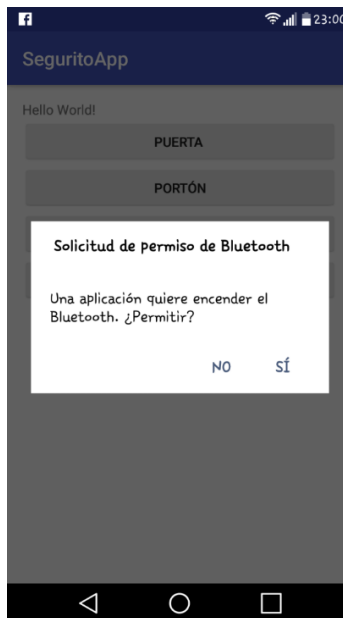 23:00
SeguritoApp
Hello World!
PUERTA
PORTÓN
Solicitud de permiso de Bluetooth
Una aplicación quiere encender el
Bluetooth. ¿Permitir?
NO SÍ